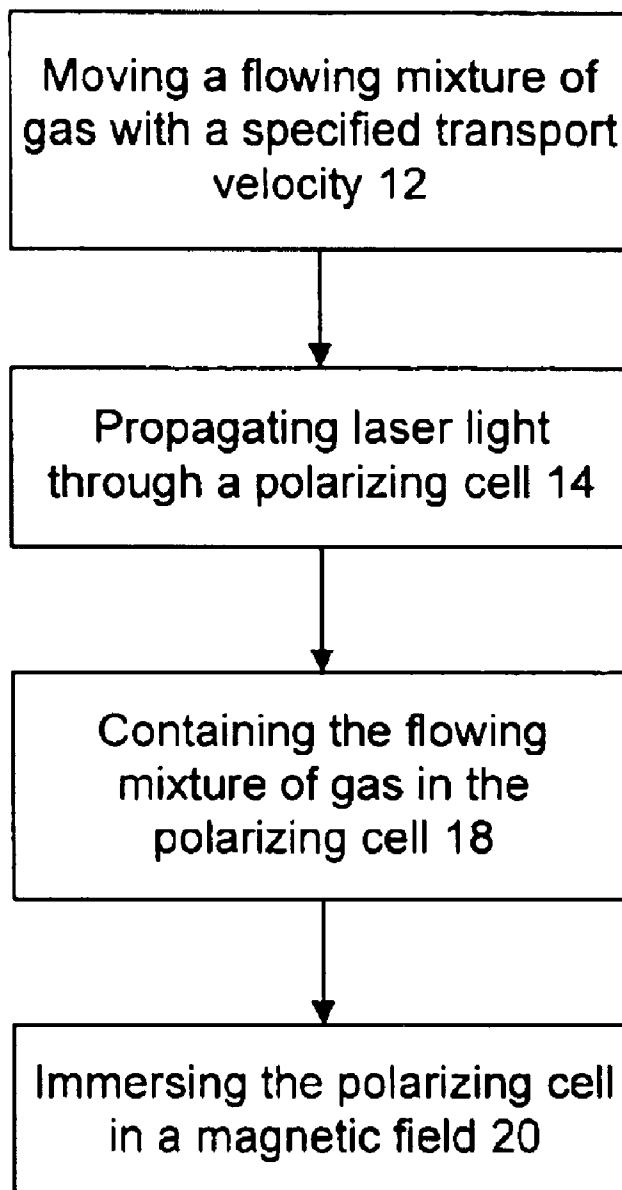 Moving a flowing mixture of
gas with a specified transport
velocity 12
Propagating laser light
through a polarizing cell 14
Containing the flowing
mixture of gas in the
polarizing cell 18
Immersing the polarizing cell
in a magnetic field 20